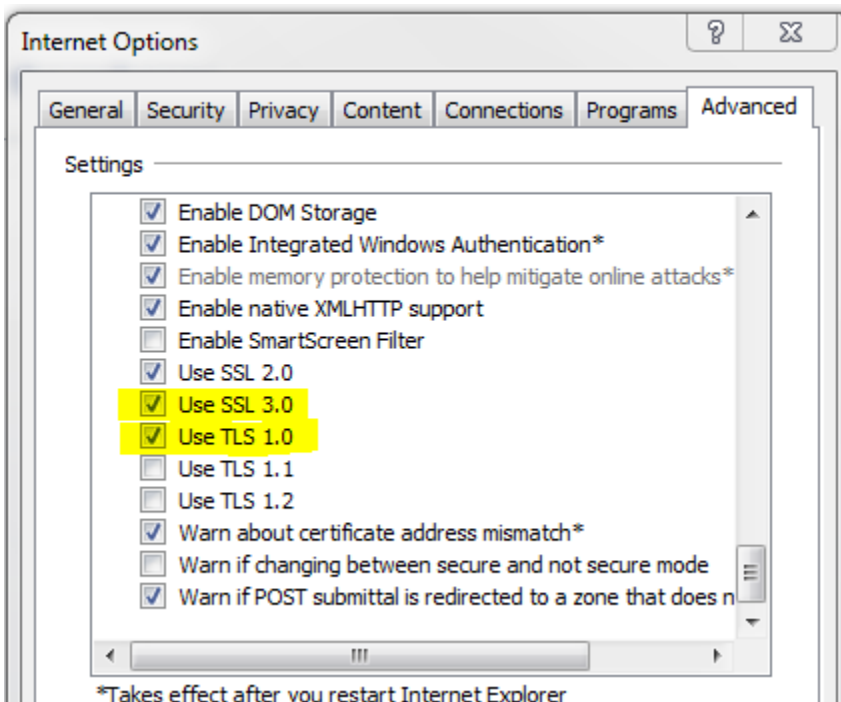 Internet Options
General Security Privacy Content Connections Programs Advanced
Settings
Enable DOM Storage
Enable Integrated Windows Authentication*
Enable memory protection to help mitigate online attacks*
Enable native XMLHTTP support
Enable SmartScreen Filter
Use SSL 2.0
Use SSL 3.0
Use TLS 1.0
Use TLS 1.1
Use TLS 1.2
Warn about certificate address mismatch*
Warn if changing between secure and not secure mode
Warn if POST submittal is redirected to a zone that does n
*Takes effect after you restart Internet Explorer